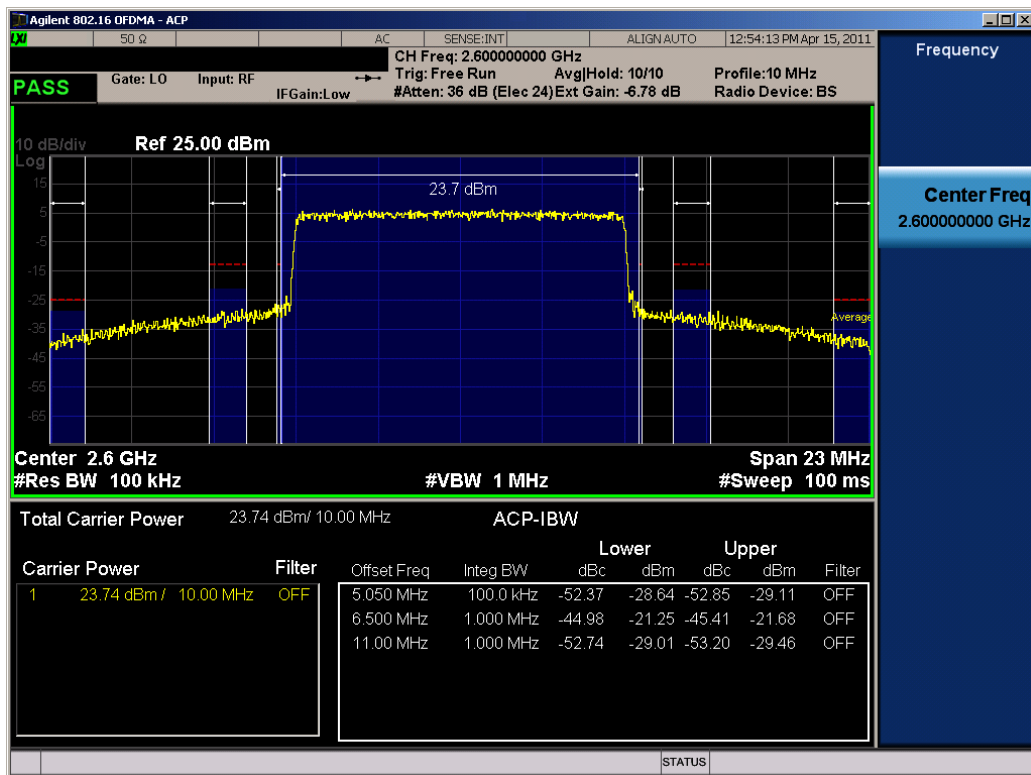 Agilent 802.16 OFDMA - ACP
LXI 50 Ω AC SENSE:INT ALIGN AUTO 12:54:13 PM Apr 15, 2011
CH Freq: 2.600000000 GHz
Gate: LO Input: RF Trig: Free Run Avg|Hold: 10/10 Profile:10 MHz
PASS IFGain:Low #Atten: 36 dB (Elec 24) Ext Gain: -6.78 dB Radio Device: BS
Frequency
Center Freq
2.600000000 GHz
10 dB/div Ref 25.00 dBm
Log
15
23.7 dBm
5
-5
-15
-25
Average
-35
-45
-55
-65
Center 2.6 GHz Span 23 MHz
#Res BW 100 kHz #VBW 1 MHz #Sweep 100 ms
Total Carrier Power 23.74 dBm/ 10.00 MHz ACP-IBW
Lower Upper
Carrier Power Filter Offset Freq Integ BW dBc dBm dBc dBm Filter
1 23.74 dBm / 10.00 MHz OFF 5.050 MHz 100.0 kHz -52.37 -28.64 -52.85 -29.11 OFF
6.500 MHz 1.000 MHz -44.98 -21.25 -45.41 -21.68 OFF
11.00 MHz 1.000 MHz -52.74 -29.01 -53.20 -29.46 OFF
STATUS